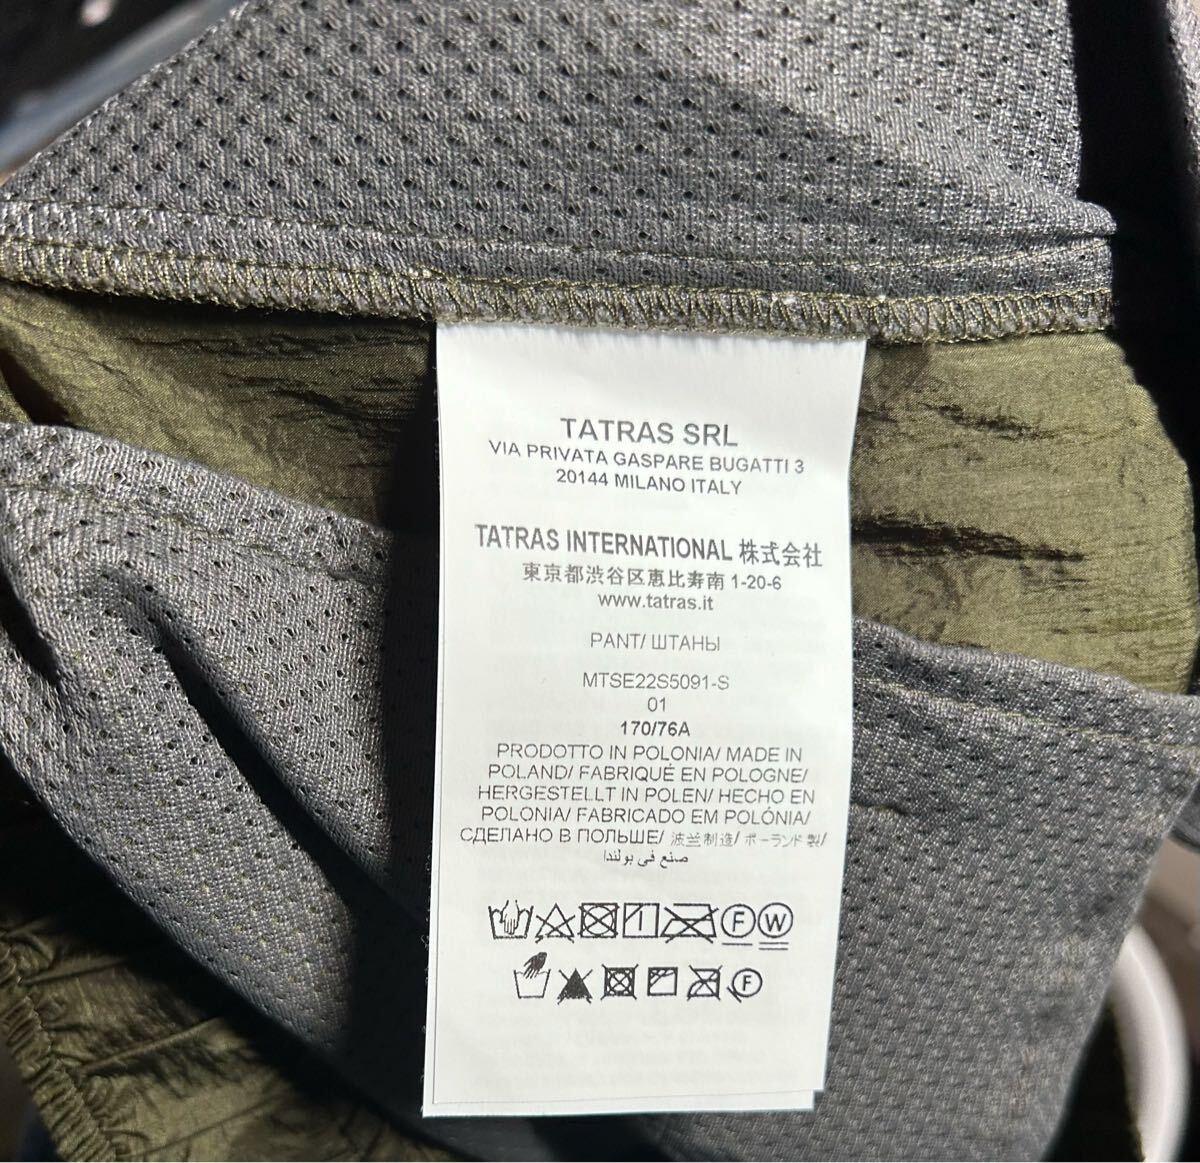 TATRAS SRL
VIA PRIVATA GASPARE BUGATTI 3
20144 MILANO ITALY
TATRAS INTERNATIONAL 株式会社
東京都渋谷区恵比寿南 1-20-6
www.tatras.it
PANT/ ШТАНЫ
MTSE22S5091-S
01
170/76A
PRODOTTO IN POLONIA/ MADE IN
POLAND/ FABRIQUÉ EN POLOGNE/
HERGESTELLT IN POLEN/ HECHO EN
POLONIA/ FABRICADO EM POLÓNIA/
СДЕЛАНО В ПОЛЬШЕ/ 波兰制造/ ポーランド製/
صنع في بولندا
F W
F